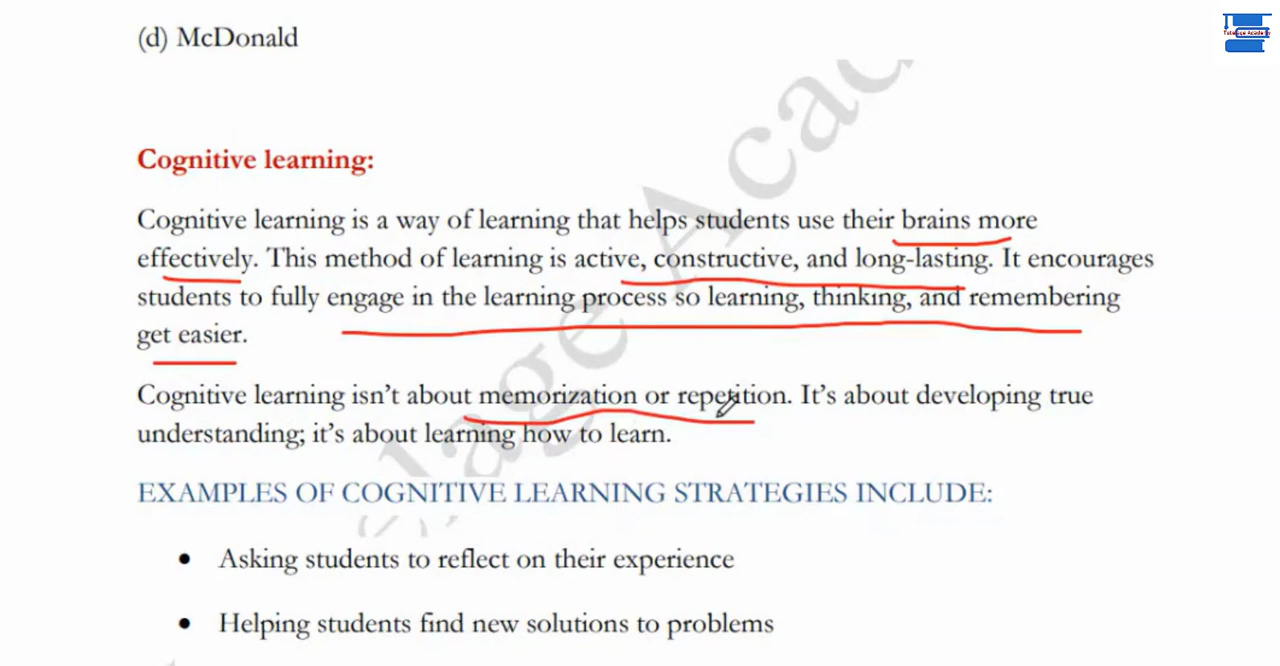 (d) McDonald
Cognitive learning:
Cognitive learning is a way of learning that helps students use their brains more
effectively. This method of learning is active, constructive, and long-lasting. It encourages
students to fully engage in the learning process so learning, thinking, and remembering
get easier.
Cognitive learning isn’t about memorization or repetition. It’s about developing true
understanding; it’s about learning how to learn.
EXAMPLES OF COGNITIVE LEARNING STRATEGIES INCLUDE:
• Asking students to reflect on their experience
• Helping students find new solutions to problems